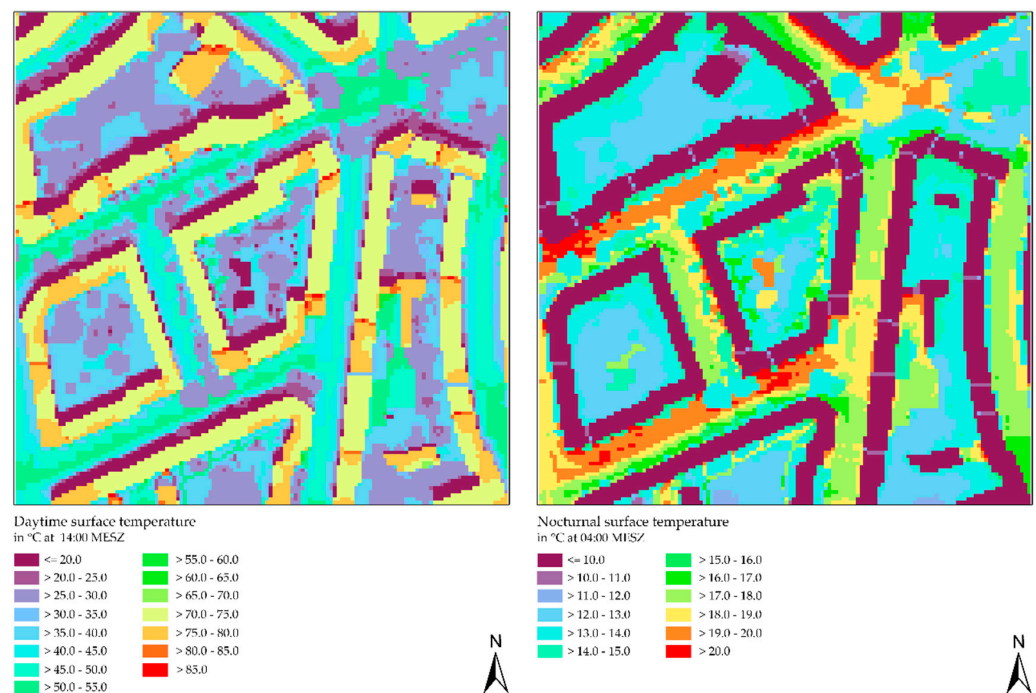 Daytime surface temperature
in °C at 14:00 MESZ
<= 20.0
> 20.0 - 25.0
> 25.0 - 30.0
> 30.0 - 35.0
> 35.0 - 40.0
> 40.0 - 45.0
> 45.0 - 50.0
> 50.0 - 55.0
> 55.0 - 60.0
> 60.0 - 65.0
> 65.0 - 70.0
> 70.0 - 75.0
> 75.0 - 80.0
> 80.0 - 85.0
> 85.0
N
Nocturnal surface temperature
in °C at 04:00 MESZ
<= 10.0
> 10.0 - 11.0
> 11.0 - 12.0
> 12.0 - 13.0
> 13.0 - 14.0
> 14.0 - 15.0
> 15.0 - 16.0
> 16.0 - 17.0
> 17.0 - 18.0
> 18.0 - 19.0
> 19.0 - 20.0
> 20.0
N